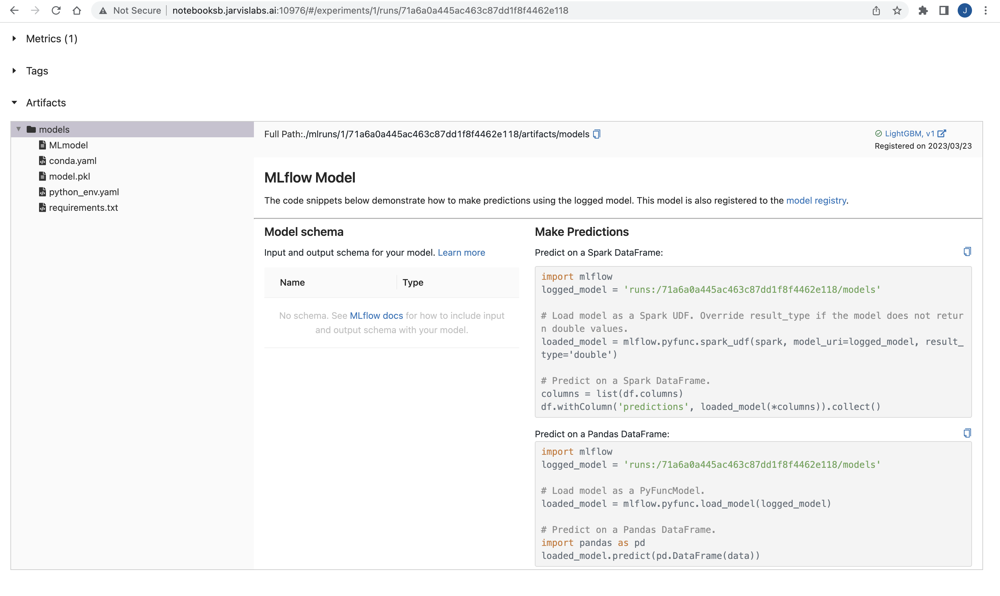 Not Secure notebooksb.jarvislabs.ai:10976/#/experiments/1/runs/71a6a0a445ac463c87dd1f8f4462e118
J
Metrics (1)
Tags
Artifacts
models
MLmodel
conda.yaml
model.pkl
python_env.yaml
requirements.txt
Full Path:./mlruns/1/71a6a0a445ac463c87dd1f8f4462e118/artifacts/models
LightGBM, v1
Registered on 2023/03/23
MLflow Model
The code snippets below demonstrate how to make predictions using the logged model. This model is also registered to the model registry.
Model schema
Input and output schema for your model. Learn more
Name Type
No schema. See MLflow docs for how to include input
and output schema with your model.
Make Predictions
Predict on a Spark DataFrame:
import mlflow
logged_model = 'runs:/71a6a0a445ac463c87dd1f8f4462e118/models'
# Load model as a Spark UDF. Override result_type if the model does not retur
n double values.
loaded_model = mlflow.pyfunc.spark_udf(spark, model_uri=logged_model, result_
type='double')
# Predict on a Spark DataFrame.
columns = list(df.columns)
df.withColumn('predictions', loaded_model(*columns)).collect()
Predict on a Pandas DataFrame:
import mlflow
logged_model = 'runs:/71a6a0a445ac463c87dd1f8f4462e118/models'
# Load model as a PyFuncModel.
loaded_model = mlflow.pyfunc.load_model(logged_model)
# Predict on a Pandas DataFrame.
import pandas as pd
loaded_model.predict(pd.DataFrame(data))